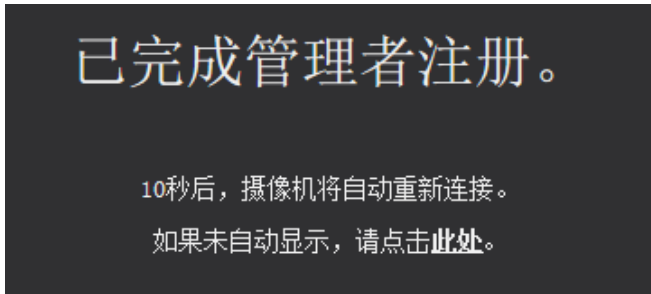 已完成管理者注册。
10秒后，摄像机将自动重新连接。
如果未自动显示，请点击此处。